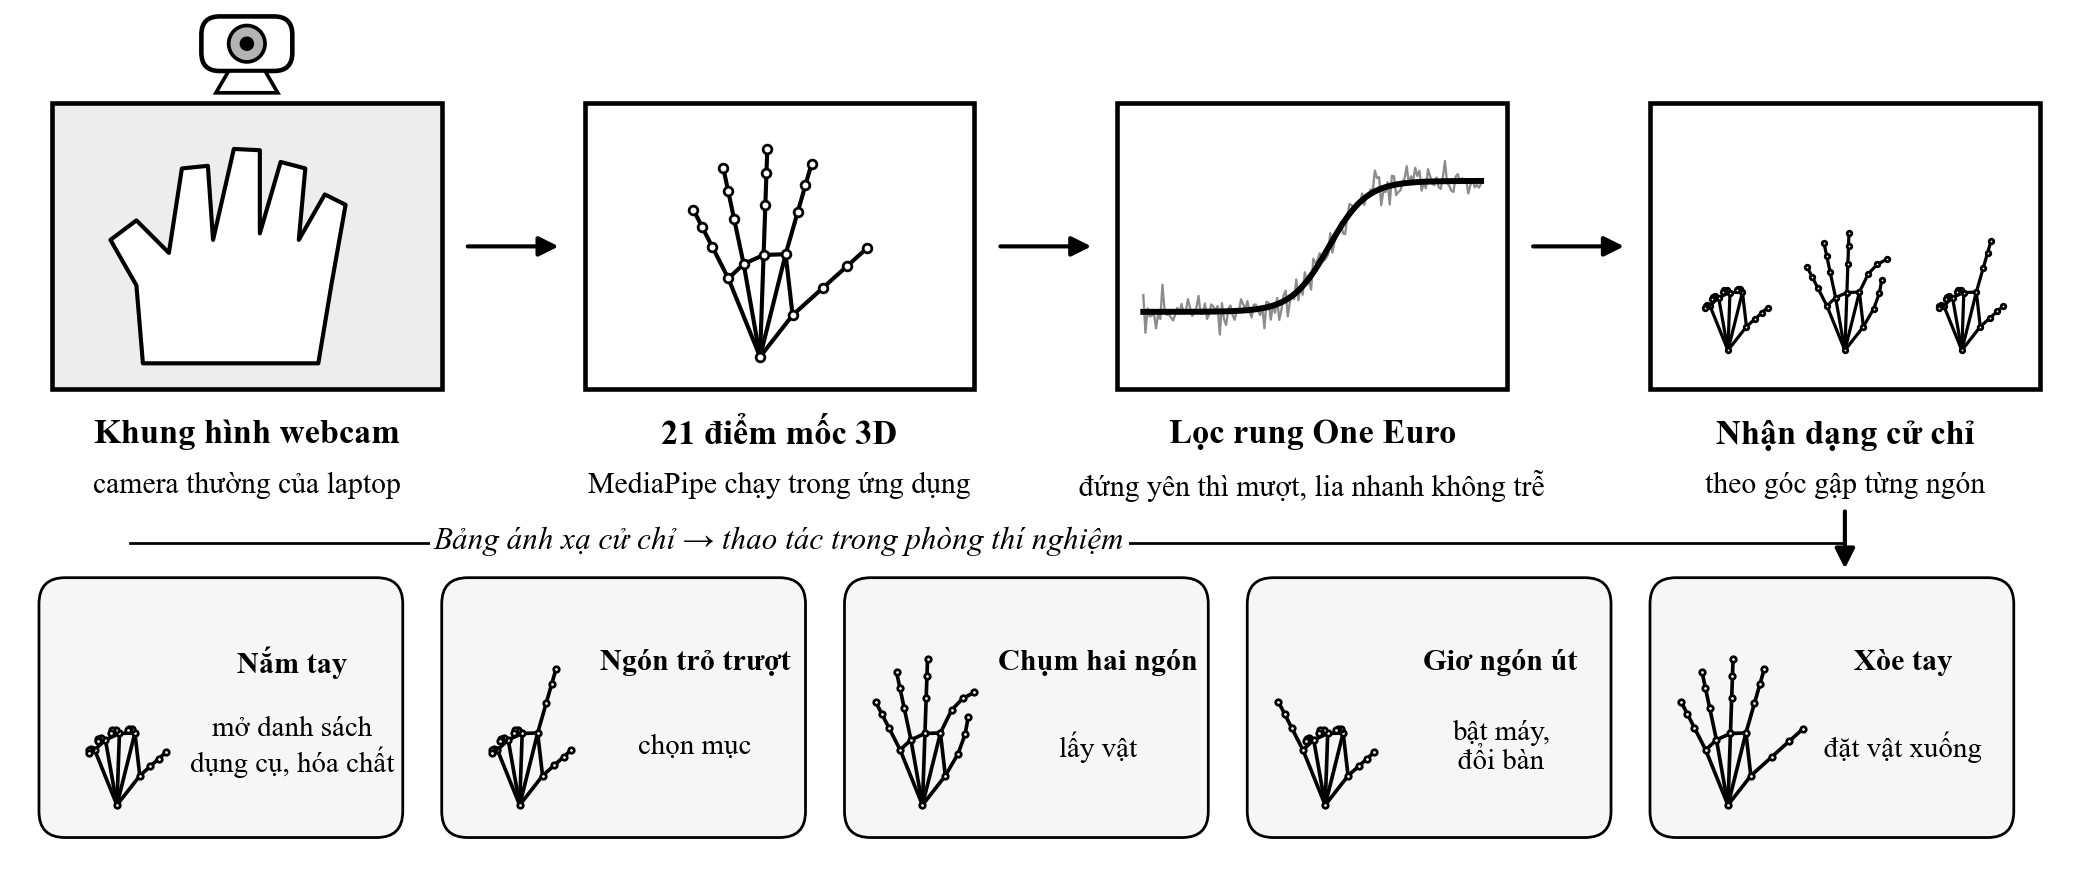 Khung hình webcam
camera thường của laptop
21 điểm mốc 3D
MediaPipe chạy trong ứng dụng
Lọc rung One Euro
đứng yên thì mượt, lia nhanh không trễ
Nhận dạng cử chỉ
theo góc gập từng ngón
Bảng ánh xạ cử chỉ → thao tác trong phòng thí nghiệm
Nắm tay
mở danh sách
dụng cụ, hóa chất
Ngón trỏ trượt
chọn mục
Chụm hai ngón
lấy vật
Giơ ngón út
bật máy,
đổi bàn
Xòe tay
đặt vật xuống